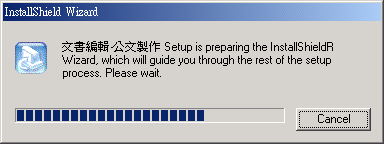 InstallShield Wizard
文書編輯-公文製作 Setup is preparing the InstallShieldR
Wizard, which will guide you through the rest of the setup
process. Please wait.
Cancel